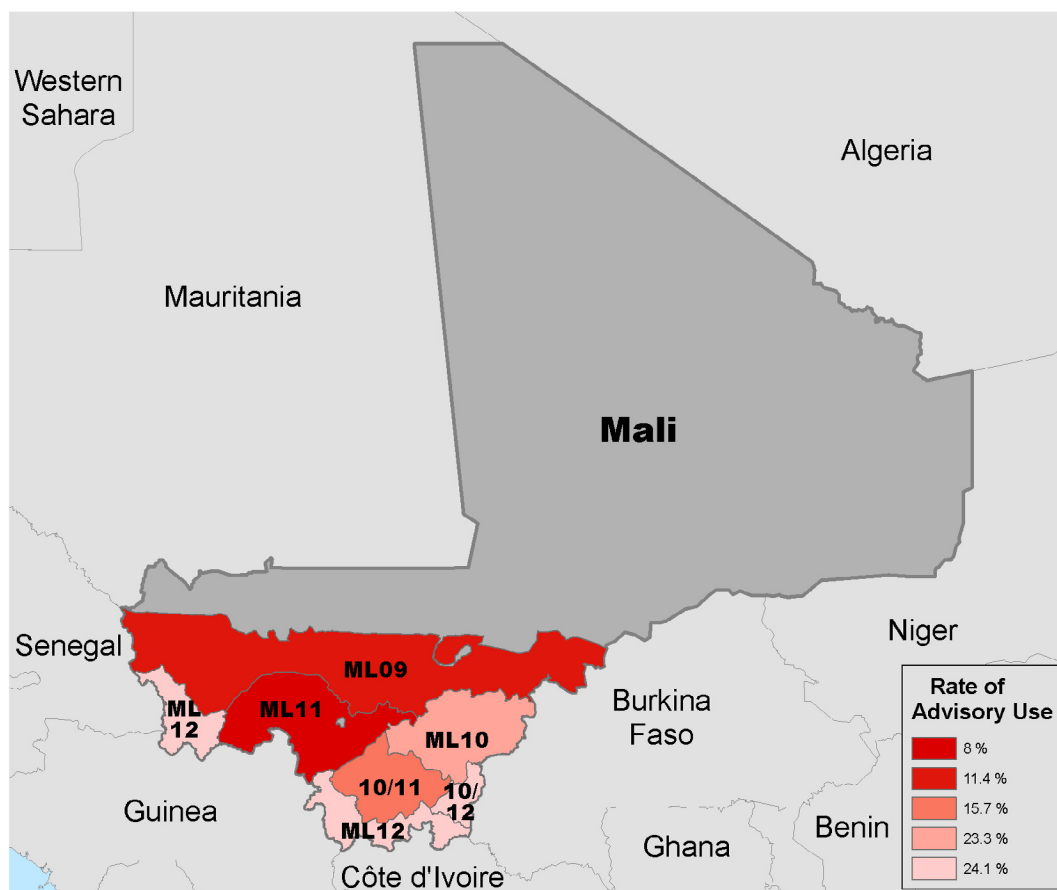 Western
Sahara
Algeria
Mauritania
Mali
Senegal
Niger
ML09
ML
12
ML11
ML10
Burkina
Faso
10/11
10/
12
ML12
Guinea
Ghana
Benin
Côte d'Ivoire
Rate of
Advisory Use
8 %
11.4 %
15.7 %
23.3 %
24.1 %